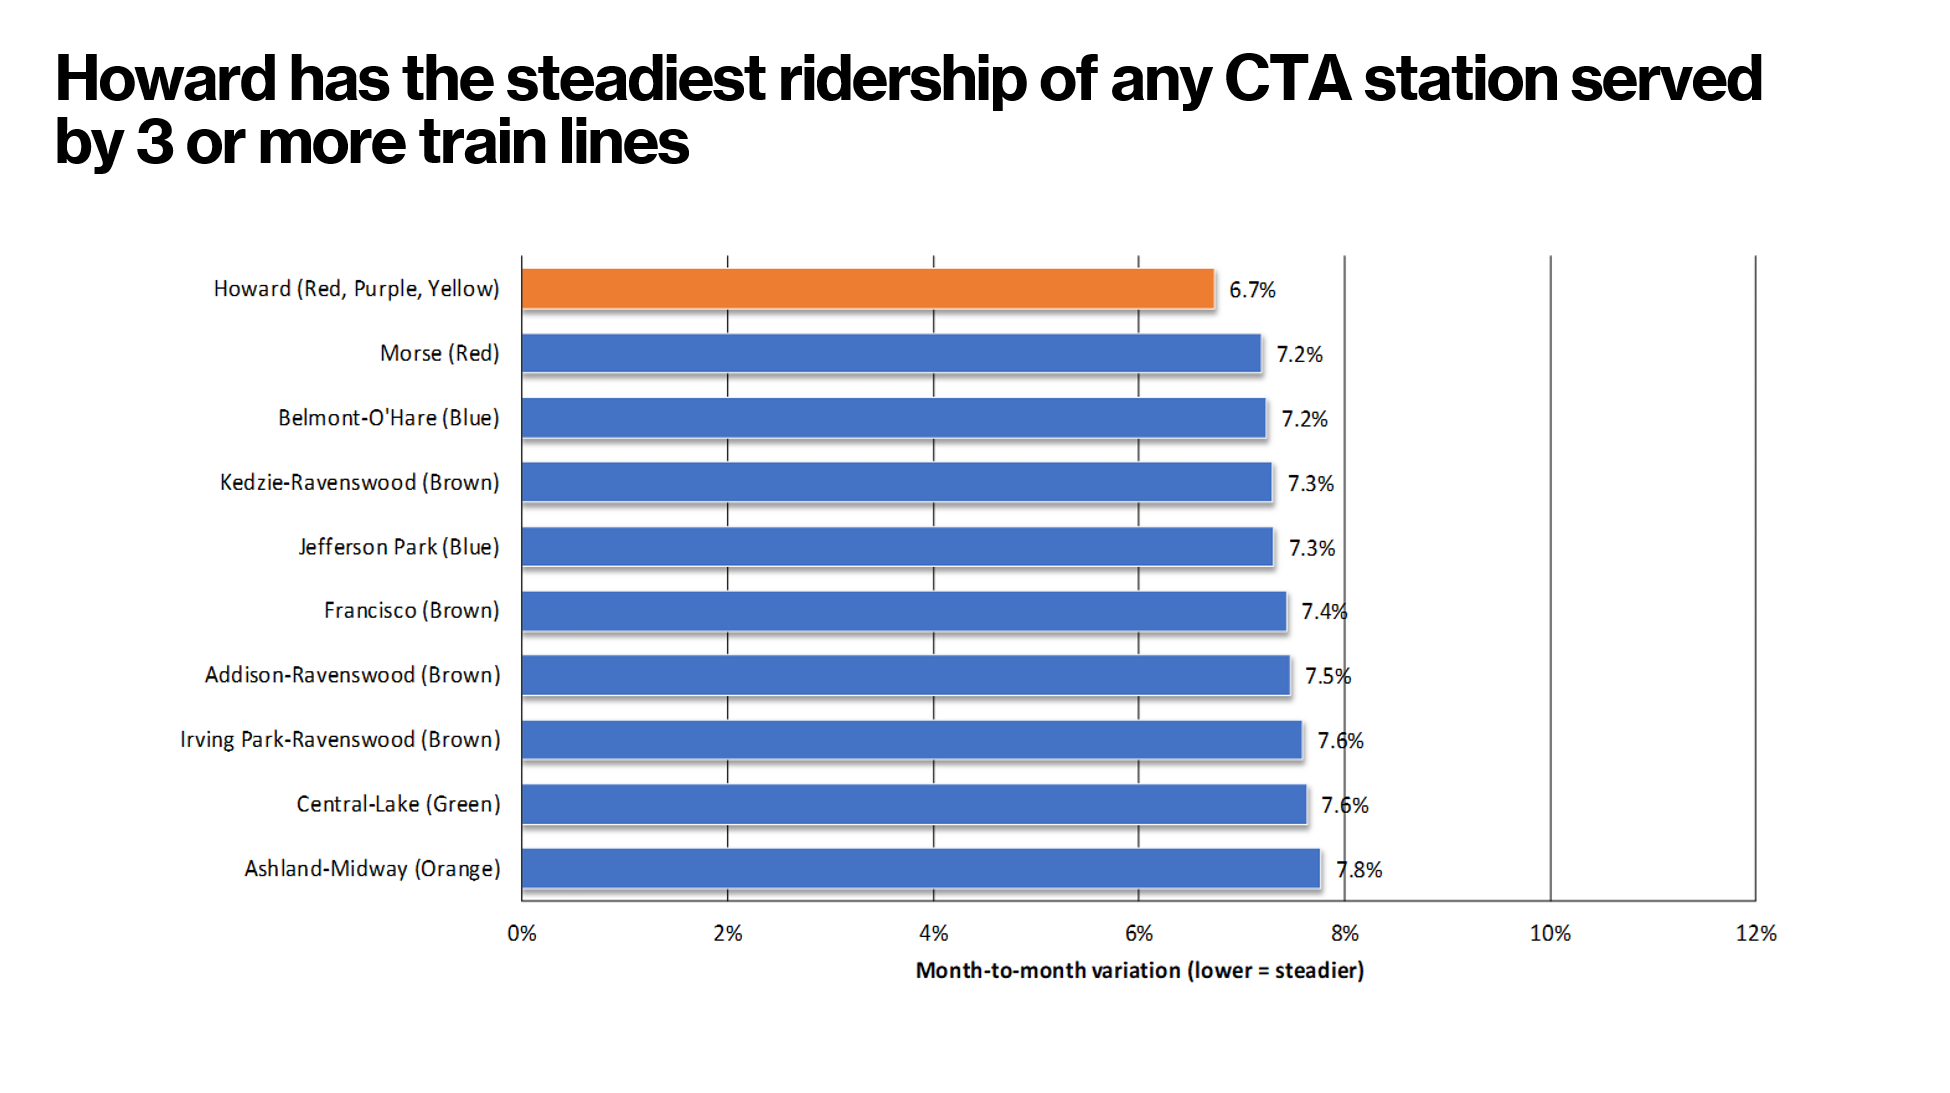 Howard has the steadiest ridership of any CTA station served
by 3 or more train lines
Howard (Red, Purple, Yellow)
6.7%
Morse (Red)
7.2%
Belmont-O'Hare (Blue)
7.2%
Kedzie-Ravenswood (Brown)
7.3%
Jefferson Park (Blue)
7.3%
Francisco (Brown)
7.4%
Addison-Ravenswood (Brown)
7.5%
Irving Park-Ravenswood (Brown)
7.6%
Central-Lake (Green)
7.6%
Ashland-Midway (Orange)
7.8%
0% 2% 4% 6% 8% 10% 12%
Month-to-month variation (lower = steadier)